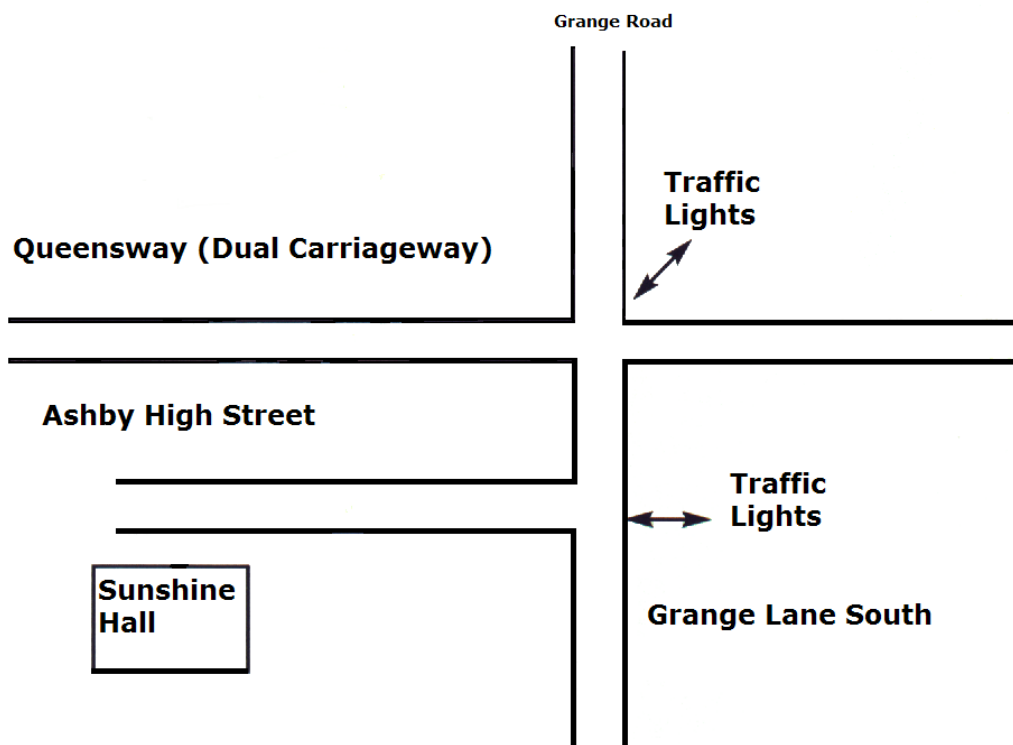 Grange Road
Traffic
Lights
Queensway (Dual Carriageway)
Ashby High Street
Traffic
Lights
Sunshine
Hall
Grange Lane South